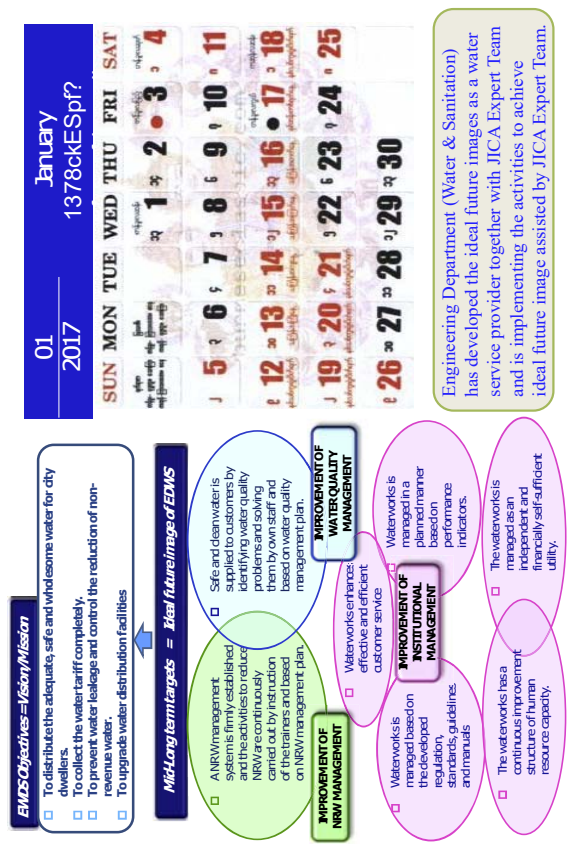 EWDS Objectives = Vision/Mission
To distribute the adequate, safe and wholesome water for city
dwellers.
To collect the water tariff completely.
To prevent water leakage and control the reduction of non-
revenue water.
To upgrade water distribution facilities
Mid-Long term targets = Ideal future image of EDWS
A NRW management
system is firmly established
and the activities to reduce
NRW are continuously
carried out by instruction
of the trainers and based
on NRW management plan.
Safe and clean water is
supplied to customers by
identifying water quality
problems and solving
them by own staff and
based on water quality
management plan.
IMPROVEMENT OF
NRW MANAGEMENT
IMPROVEMENT OF
WATER QUALITY
MANAGEMENT
Waterworks enhances
effective and efficient
customer service
Waterworks is
managed based on
the developed
regulation,
standards, guidelines
and manuals
IMPROVEMENT OF
INSTITUTIONAL
MANAGEMENT
Waterworks is
managed in a
planned manner
based on
performance
indicators.
The waterworks has a
continuous improvement
structure of human
resource capacity.
The waterworks is
managed as an
independent and
financially self-sufficient
utility.
01 January
2017 1378ckESpf?
SUN MON TUE WED THU FRI SAT
1 2 3 4
5 6 7 8 9 10 11
12 13 14 15 16 17 18
19 20 21 22 23 24 25
26 27 28 29 30
Engineering Department (Water & Sanitation)
has developed the ideal future images as a water
service provider together with JICA Expert Team
and is implementing the activities to achieve
ideal future image assisted by JICA Expert Team.